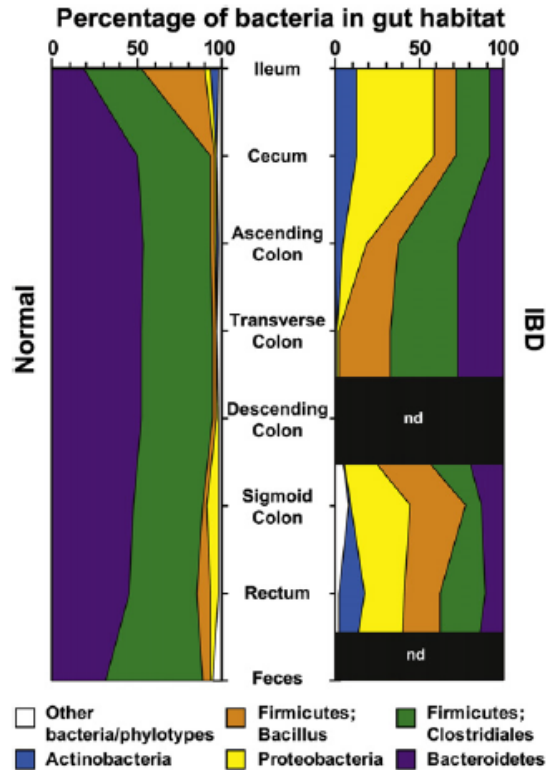 Percentage of bacteria in gut habitat
0 50 100 0 50 100
Ileum
Cecum
Ascending
Colon
Transverse
Colon
Descending
Colon
Sigmoid
Colon
Rectum
Feces
Normal
IBD
nd
nd
Other
bacteria/phylotypes
Firmicutes;
Bacillus
Firmicutes;
Clostridiales
Actinobacteria
Proteobacteria
Bacteroidetes